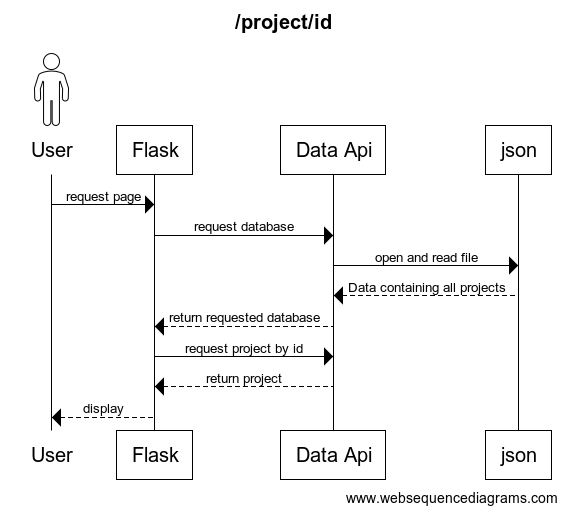 /project/id
User
Flask
Data Api
json
request page
request database
open and read file
Data containing all projects
return requested database
request project by id
return project
display
User
Flask
Data Api
json
www.websequencediagrams.com